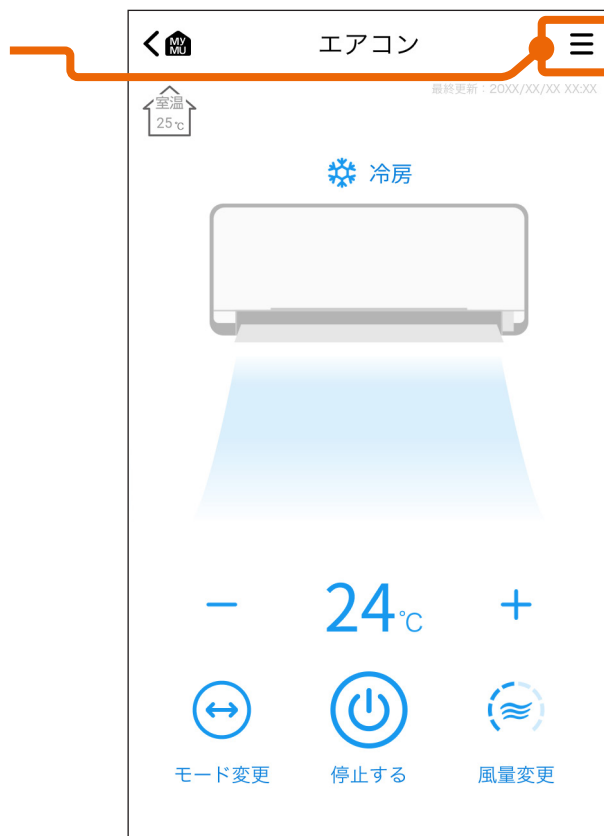 MY
MU
エアコン
最終更新：20XX/XX/XX XX:XX
室温
25℃
冷房
24℃
モード変更
停止する
風量変更